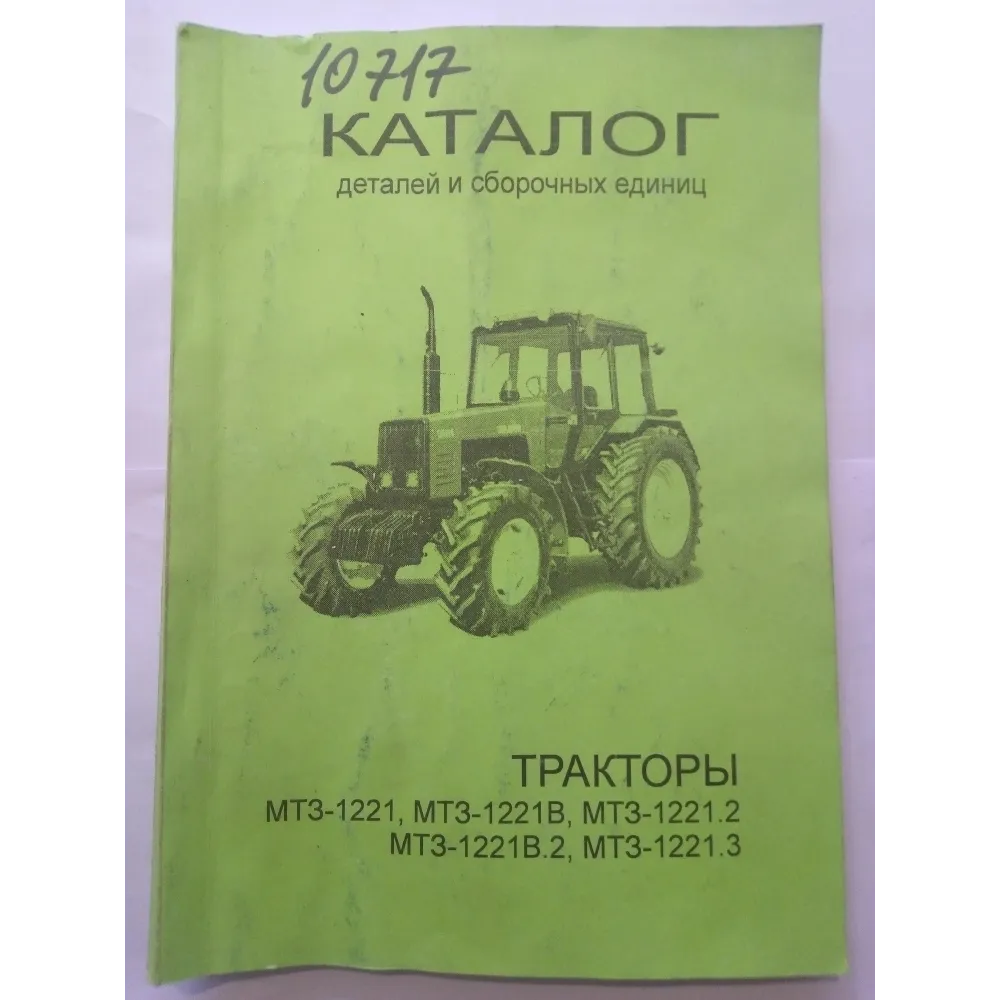 10717
КАТАЛОГ
деталей и сборочных единиц
ТРАКТОРЫ
МТЗ-1221, МТЗ-1221В, МТЗ-1221.2
МТЗ-1221В.2, МТЗ-1221.3